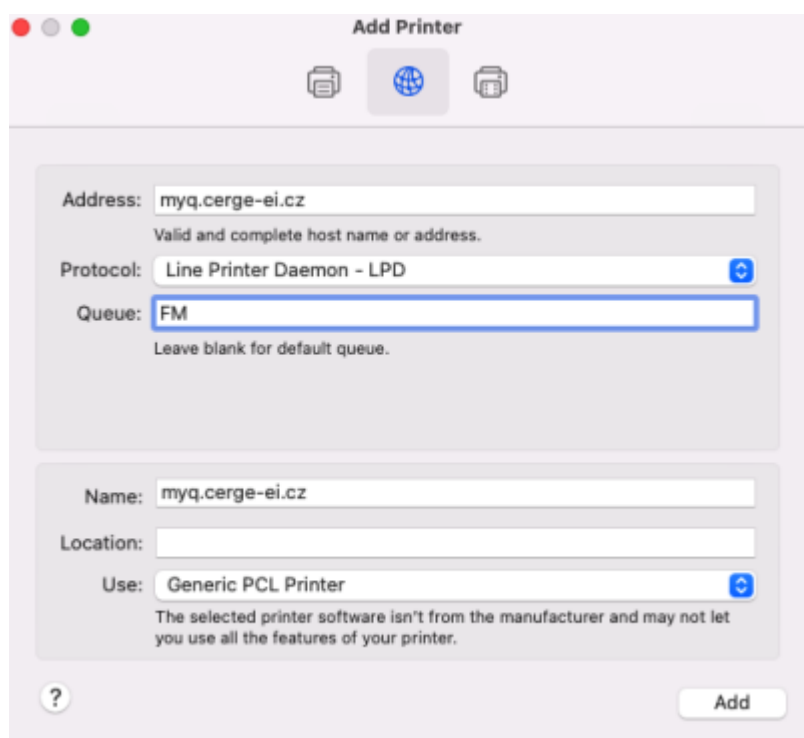 Add Printer
Address: myq.cerge-ei.cz
Valid and complete host name or address.
Protocol: Line Printer Daemon - LPD
Queue: FM
Leave blank for default queue.
Name: myq.cerge-ei.cz
Location:
Use: Generic PCL Printer
The selected printer software isn"t from the manufacturer and may not let
you use all the features of your printer.
?
Add